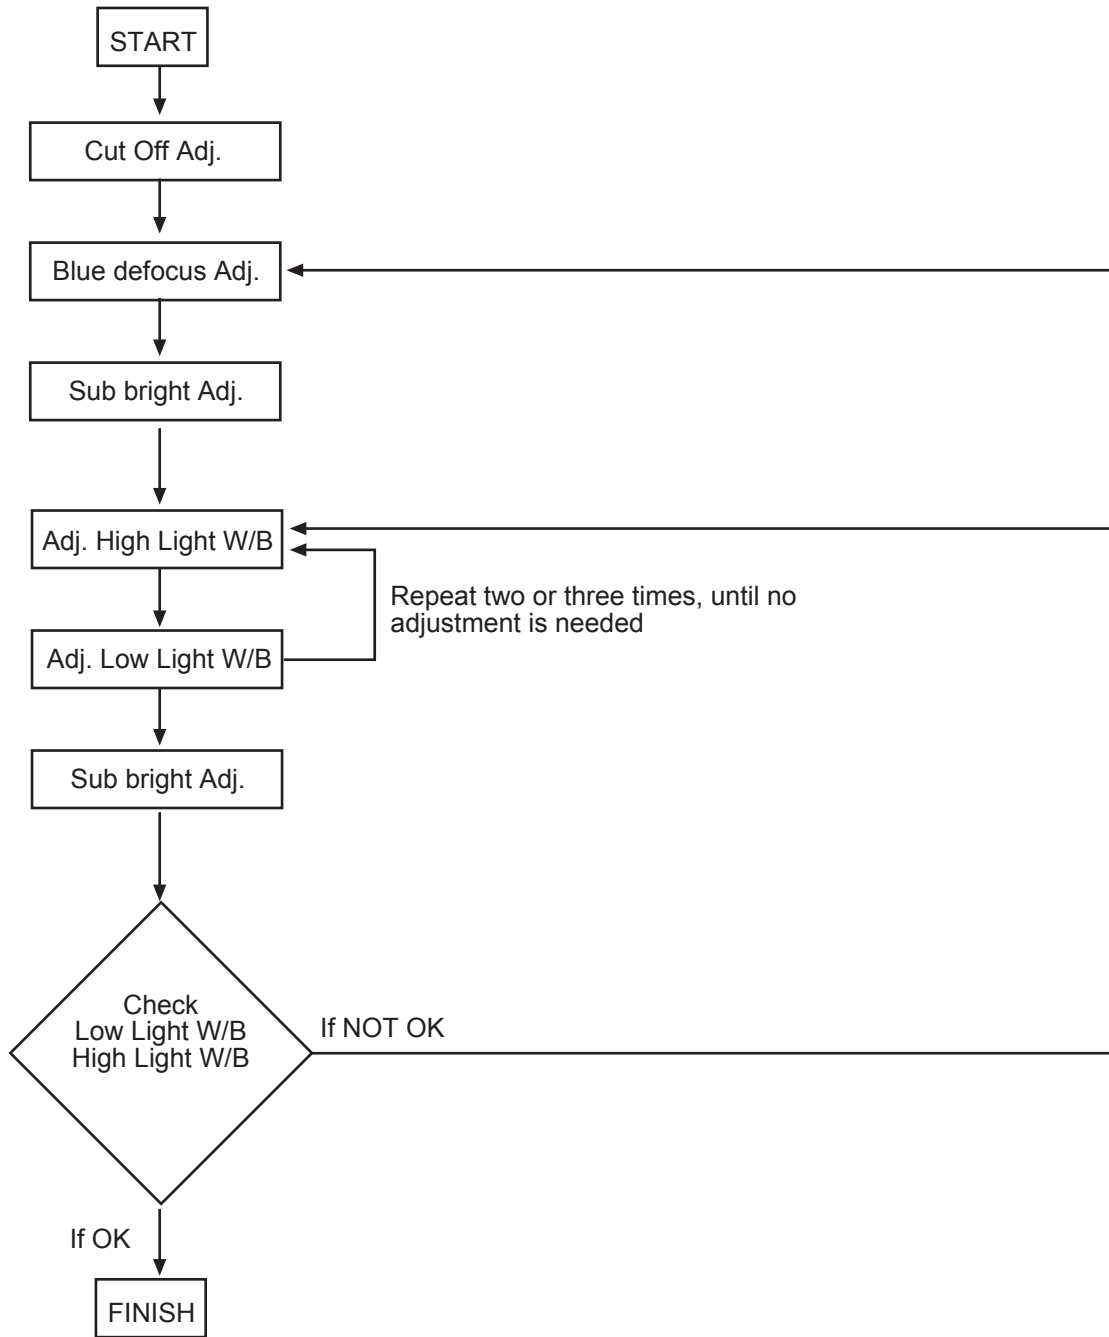 START
Cut Off Adj.
Blue defocus Adj.
Sub bright Adj.
Adj. High Light W/B
Repeat two or three times, until no
adjustment is needed
Adj. Low Light W/B
Sub bright Adj.
Check
Low Light W/B
High Light W/B
If NOT OK
If OK
FINISH